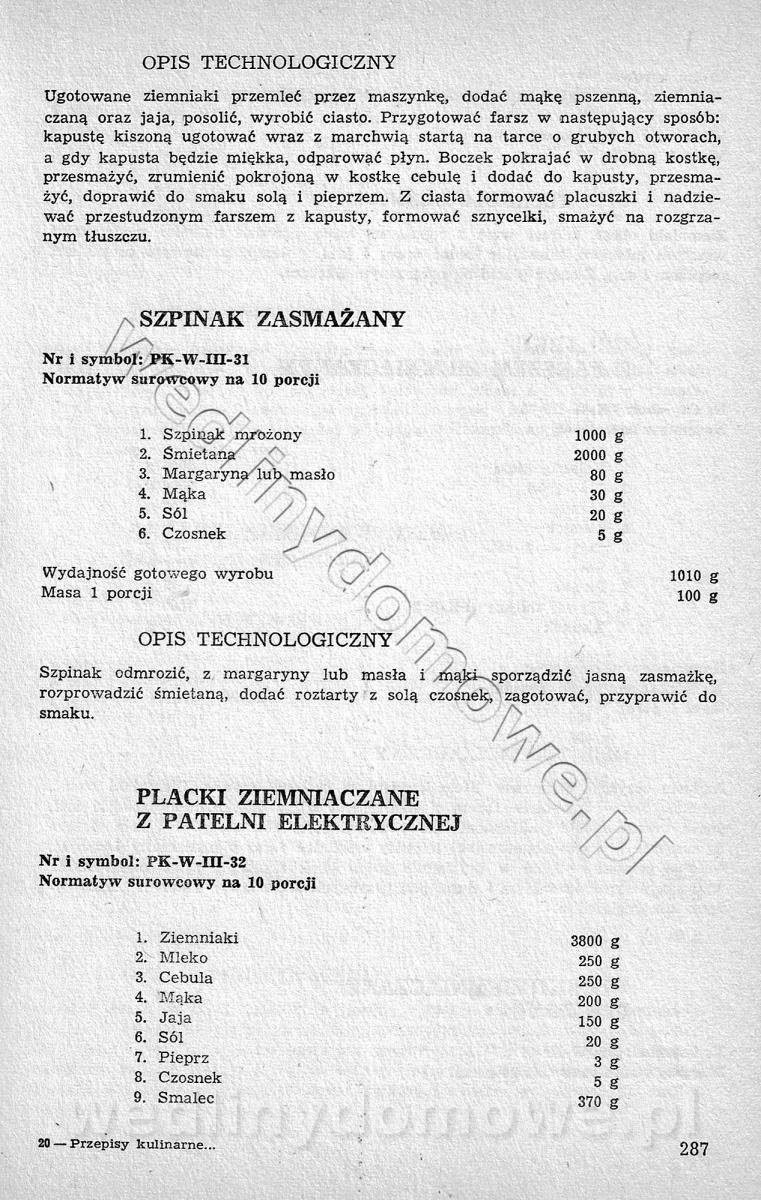 OPIS TECHNOLOGICZNY
Ugotowane ziemniaki przemleć przez maszynkę, dodać mąkę pszenną, ziemnia-
czaną oraz jaja, posolić, wyrobić ciasto. Przygotować farsz w następujący sposób:
kapustę kiszoną ugotować wraz z marchwią startą na tarce o grubych otworach,
a gdy kapusta będzie miękka, odparować płyn. Boczek pokrajać w drobną kostkę,
przesmażyć, zrumienić pokrojoną w kostkę cebulę i dodać do kapusty, przesma-
żyć, doprawić do smaku solą i pieprzem. Z ciasta formować placuszki i nadzie-
wać przestudzonym farszem z kapusty, formować sznycelki, smażyć na rozgrza-
nym tłuszczu.
SZPINAK ZASMAŻANY
Nr i symbol: PK-W-III-31
Normatyw surowcowy na 10 porcji
1. Szpinak mrożony 1000 g
2. Śmietana 2000 g
3. Margaryna lub masło 80 g
4. Mąka 30 g
5. Sól 20 g
6. Czosnek 5 g
Wydajność gotowego wyrobu 1010 g
Masa 1 porcji 100 g
OPIS TECHNOLOGICZNY
Szpinak odmrozić, z margaryny lub masła i mąki sporządzić jasną zasmażkę,
rozprowadzić śmietaną, dodać roztarty z solą czosnek, zagotować, przyprawić do
smaku.
PLACKI ZIEMNIACZANE
Z PATELNI ELEKTRYCZNEJ
Nr i symbol: PK-W-III-32
Normatyw surowcowy na 10 porcji
1. Ziemniaki 3800 g
2. Mleko 250 g
3. Cebula 250 g
4. Mąka 200 g
5. Jaja 150 g
6. Sól 20 g
7. Pieprz 3 g
8. Czosnek 5 g
9. Smalec 370 g
20 — Przepisy kulinarne... 287
wedlinydomowe.pl
wedlinydomowe.pl